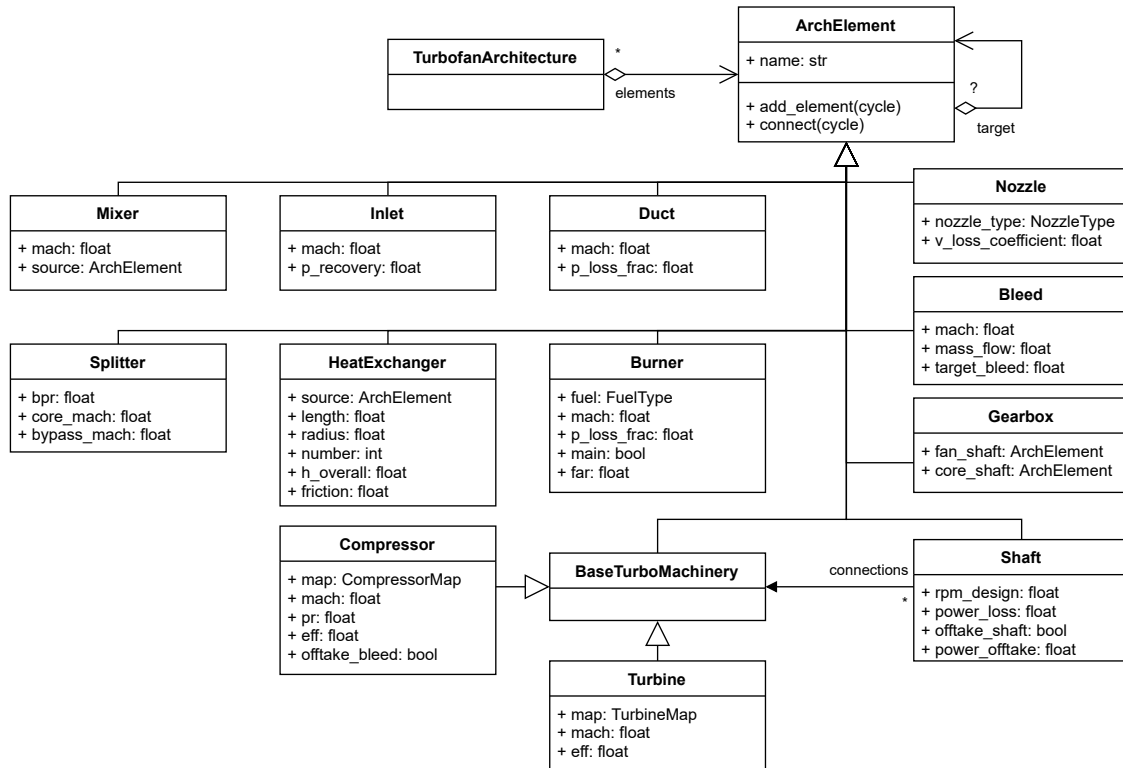 ArchElement
+ name: str
+ add_element(cycle)
+ connect(cycle)
TurbofanArchitecture
*
elements
?
target
Mixer
+ mach: float
+ source: ArchElement
Inlet
+ mach: float
+ p_recovery: float
Duct
+ mach: float
+ p_loss_frac: float
Nozzle
+ nozzle_type: NozzleType
+ v_loss_coefficient: float
Bleed
+ mach: float
+ mass_flow: float
+ target_bleed: float
Splitter
+ bpr: float
+ core_mach: float
+ bypass_mach: float
HeatExchanger
+ source: ArchElement
+ length: float
+ radius: float
+ number: int
+ h_overall: float
+ friction: float
Burner
+ fuel: FuelType
+ mach: float
+ p_loss_frac: float
+ main: bool
+ far: float
Gearbox
+ fan_shaft: ArchElement
+ core_shaft: ArchElement
Compressor
+ map: CompressorMap
+ mach: float
+ pr: float
+ eff: float
+ offtake_bleed: bool
BaseTurboMachinery
connections
*
Shaft
+ rpm_design: float
+ power_loss: float
+ offtake_shaft: bool
+ power_offtake: float
Turbine
+ map: TurbineMap
+ mach: float
+ eff: float